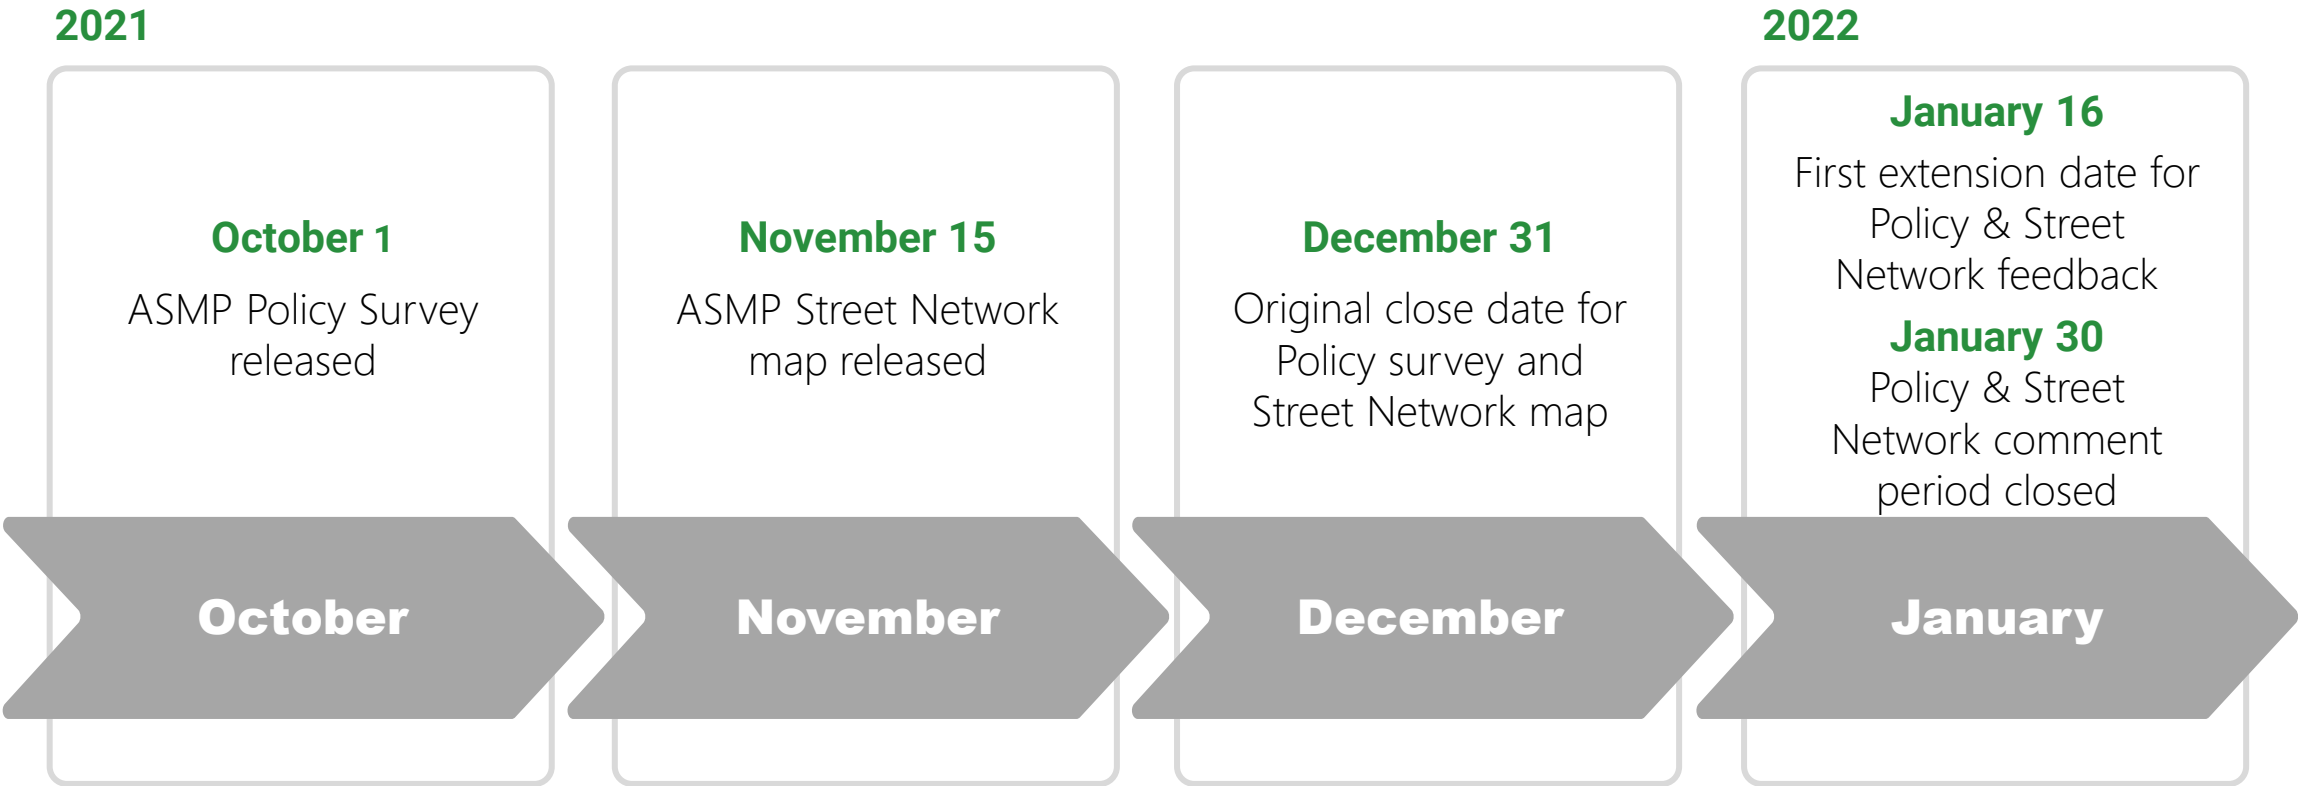 2021
October 1
ASMP Policy Survey
released
October
November 15
ASMP Street Network
map released
November
December 31
Original close date for
Policy survey and
Street Network map
December
2022
January 16
First extension date for
Policy & Street
Network feedback
January 30
Policy & Street
Network comment
period closed
January